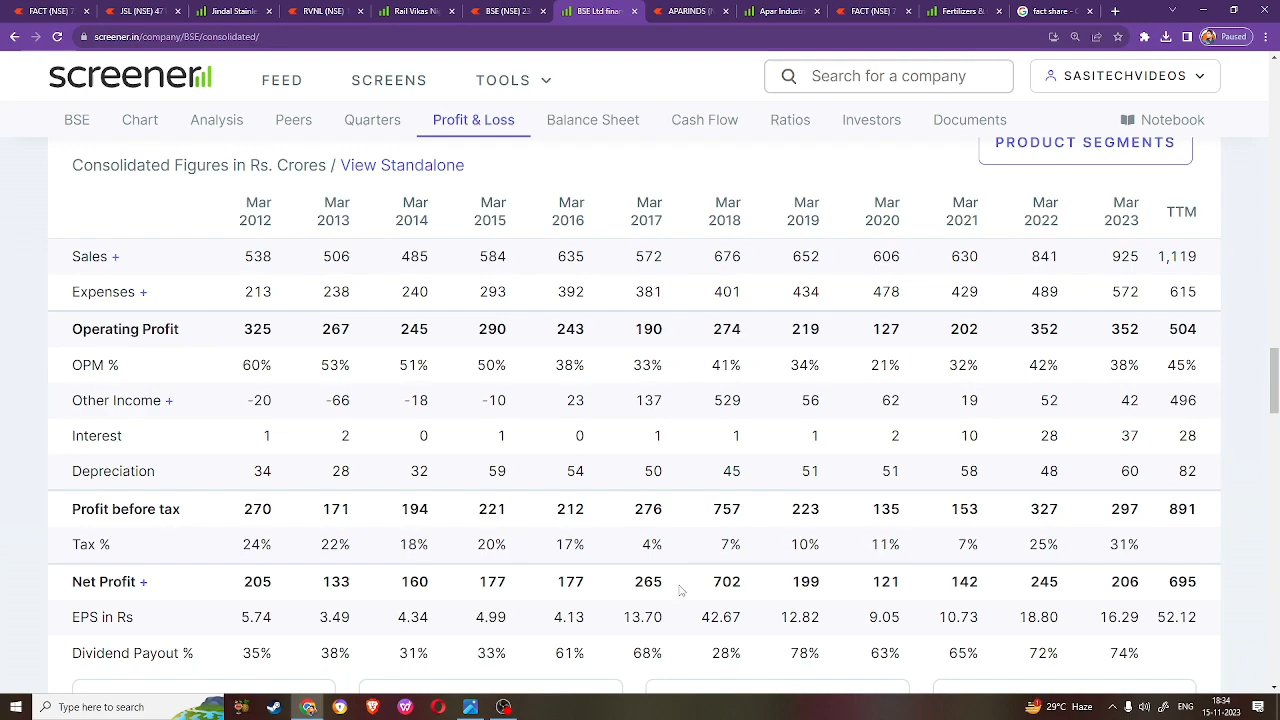 FACT (NSE) T
JSL (NSE) 47
Jindal Stainle
RVNL (NSE)
Rail Vikas Ni
BSE (NSE) 23
BSE Ltd finan
APARINDS (
Apar Industri
FACT (NSE) 7
Fertilizers &
fact share - G
screener.in/company/BSE/consolidated/
Paused
screener
FEED SCREENS TOOLS
Search for a company
SASITECHVIDEOS
BSE Chart Analysis Peers Quarters Profit & Loss Balance Sheet Cash Flow Ratios Investors Documents Notebook
PRODUCT SEGMENTS
Consolidated Figures in Rs. Crores / View Standalone
Mar 2012 Mar 2013 Mar 2014 Mar 2015 Mar 2016 Mar 2017 Mar 2018 Mar 2019 Mar 2020 Mar 2021 Mar 2022 Mar 2023 TTM
Sales + 538 506 485 584 635 572 676 652 606 630 841 925 1,119
Expenses + 213 238 240 293 392 381 401 434 478 429 489 572 615
Operating Profit 325 267 245 290 243 190 274 219 127 202 352 352 504
OPM % 60% 53% 51% 50% 38% 33% 41% 34% 21% 32% 42% 38% 45%
Other Income + -20 -66 -18 -10 23 137 529 56 62 19 52 42 496
Interest 1 2 0 1 0 1 1 1 2 10 28 37 28
Depreciation 34 28 32 59 54 50 45 51 51 58 48 60 82
Profit before tax 270 171 194 221 212 276 757 223 135 153 327 297 891
Tax % 24% 22% 18% 20% 17% 4% 7% 10% 11% 7% 25% 31%
Net Profit + 205 133 160 177 177 265 702 199 121 142 245 206 695
EPS in Rs 5.74 3.49 4.34 4.99 4.13 13.70 42.67 12.82 9.05 10.73 18.80 16.29 52.12
Dividend Payout % 35% 38% 31% 33% 61% 68% 28% 78% 63% 65% 72% 74%
Type here to search
29°C Haze
18:34
15-11-2023